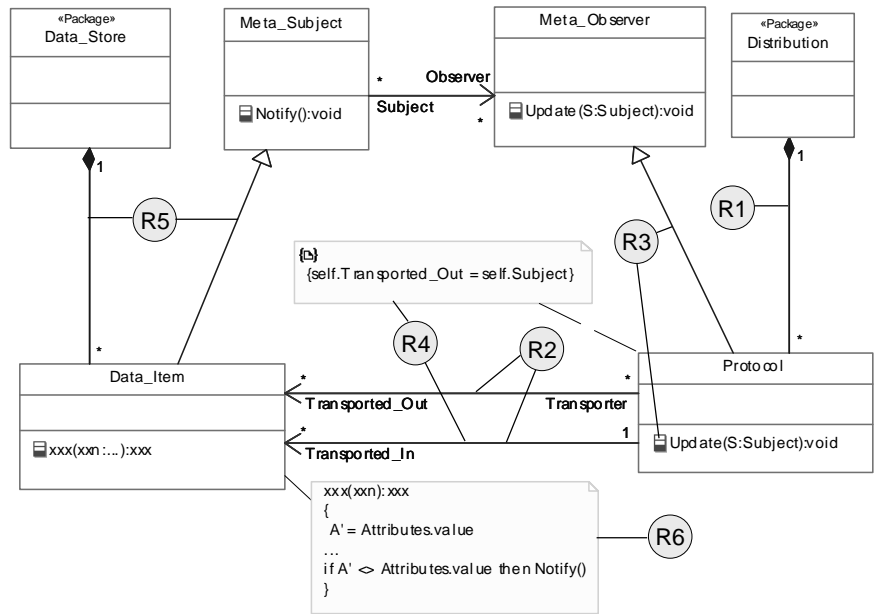 «Package»
Data_Store
Meta_Subject
Meta_Observer
«Package»
Distribution
* Observer
Subject
*
Notify():void
Update(S:Subject):void
1
1
R5
R1
R3
{self.Transported_Out = self.Subject}
R4
R2
*
*
Data_Item
Protocol
* *
Transported_Out Transporter
* 1
Transported_In
xxx(xxn:...):xxx
Update(S:Subject):void
xxx(xxn):xxx
{
A' = Attributes.value
...
if A' <> Attributes.value then Notify()
}
R6